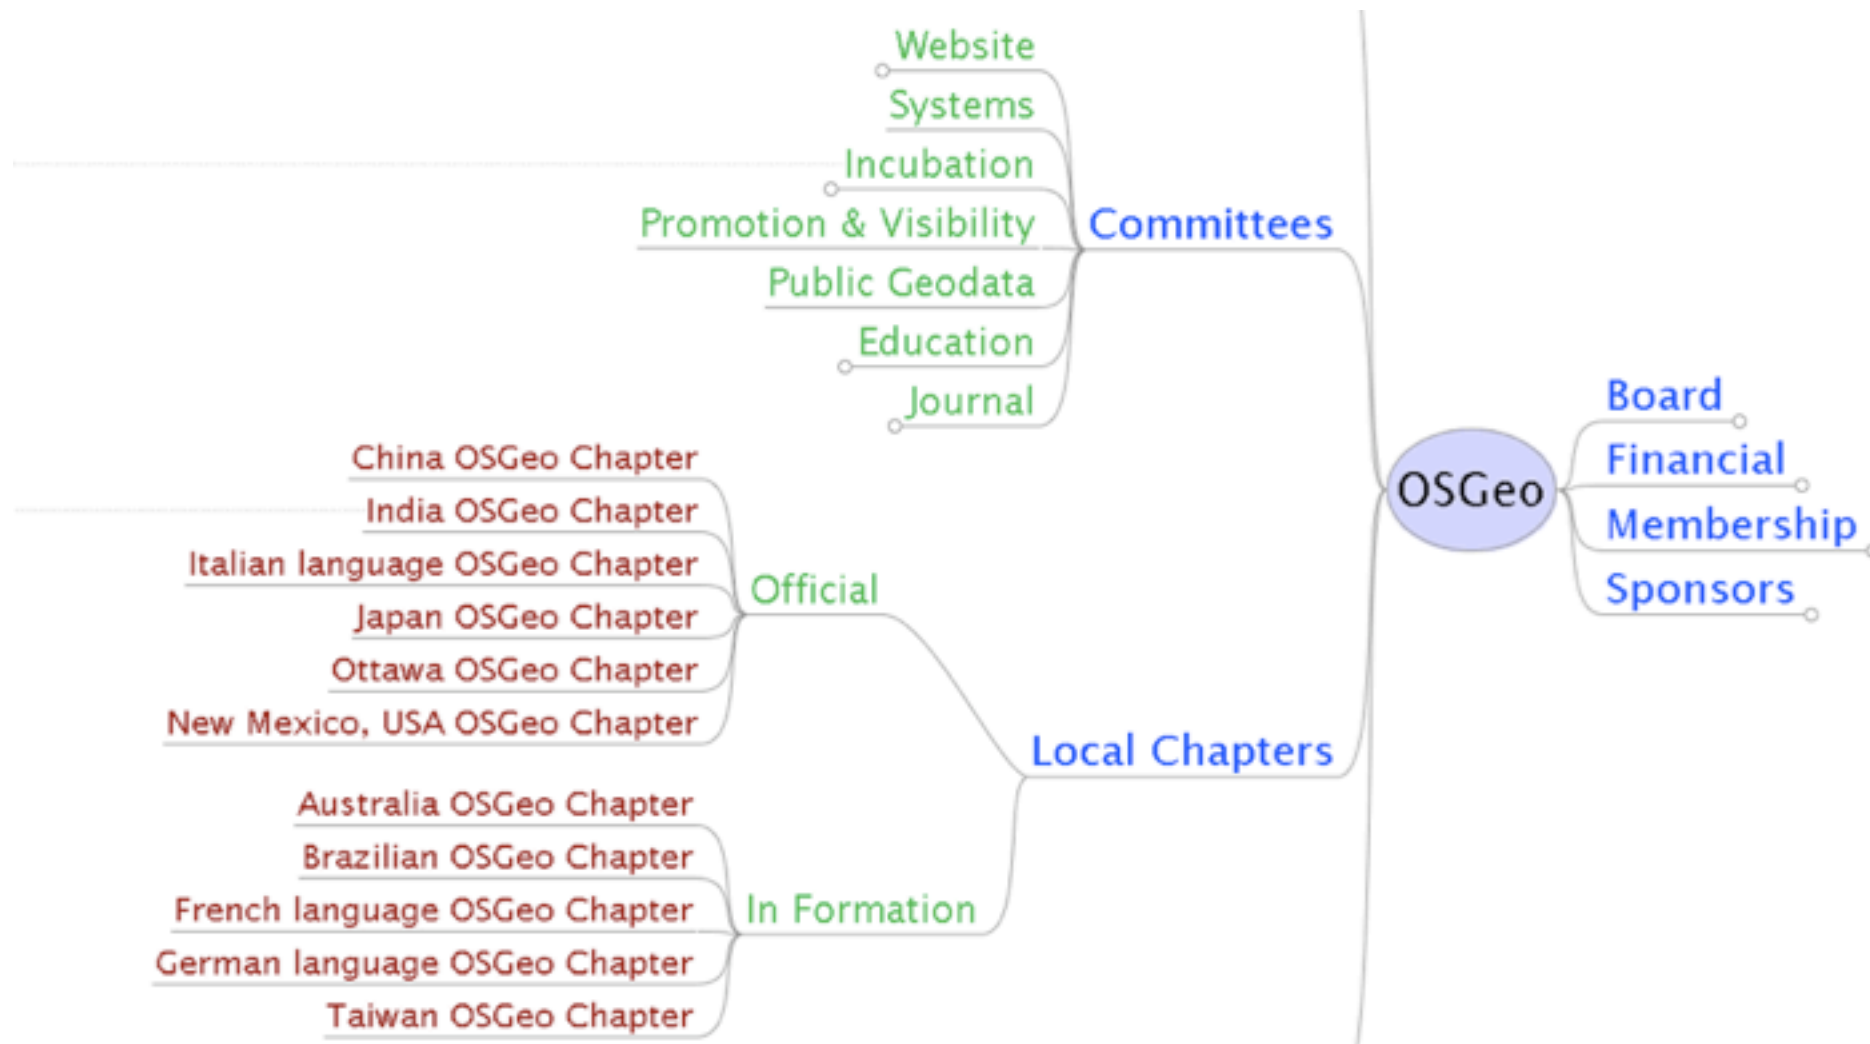 Website
Systems
Incubation
Promotion & Visibility
Public Geodata
Education
Journal
Committees
China OSGeo Chapter
India OSGeo Chapter
Italian language OSGeo Chapter
Japan OSGeo Chapter
Ottawa OSGeo Chapter
New Mexico, USA OSGeo Chapter
Official
Australia OSGeo Chapter
Brazilian OSGeo Chapter
French language OSGeo Chapter
German language OSGeo Chapter
Taiwan OSGeo Chapter
In Formation
Local Chapters
OSGeo
Board
Financial
Membership
Sponsors